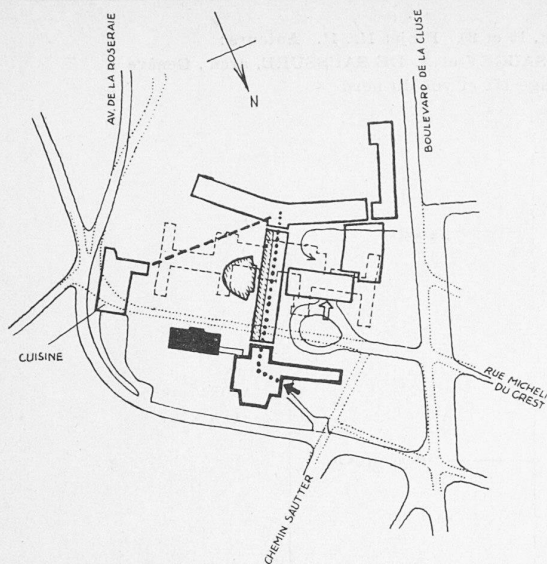 AV. DE LA ROSERAIE
N
BOULEVARD DE LA CLUSE
CUISINE
RUE MICHELI
DU CREST
CHEMIN SAUTTER